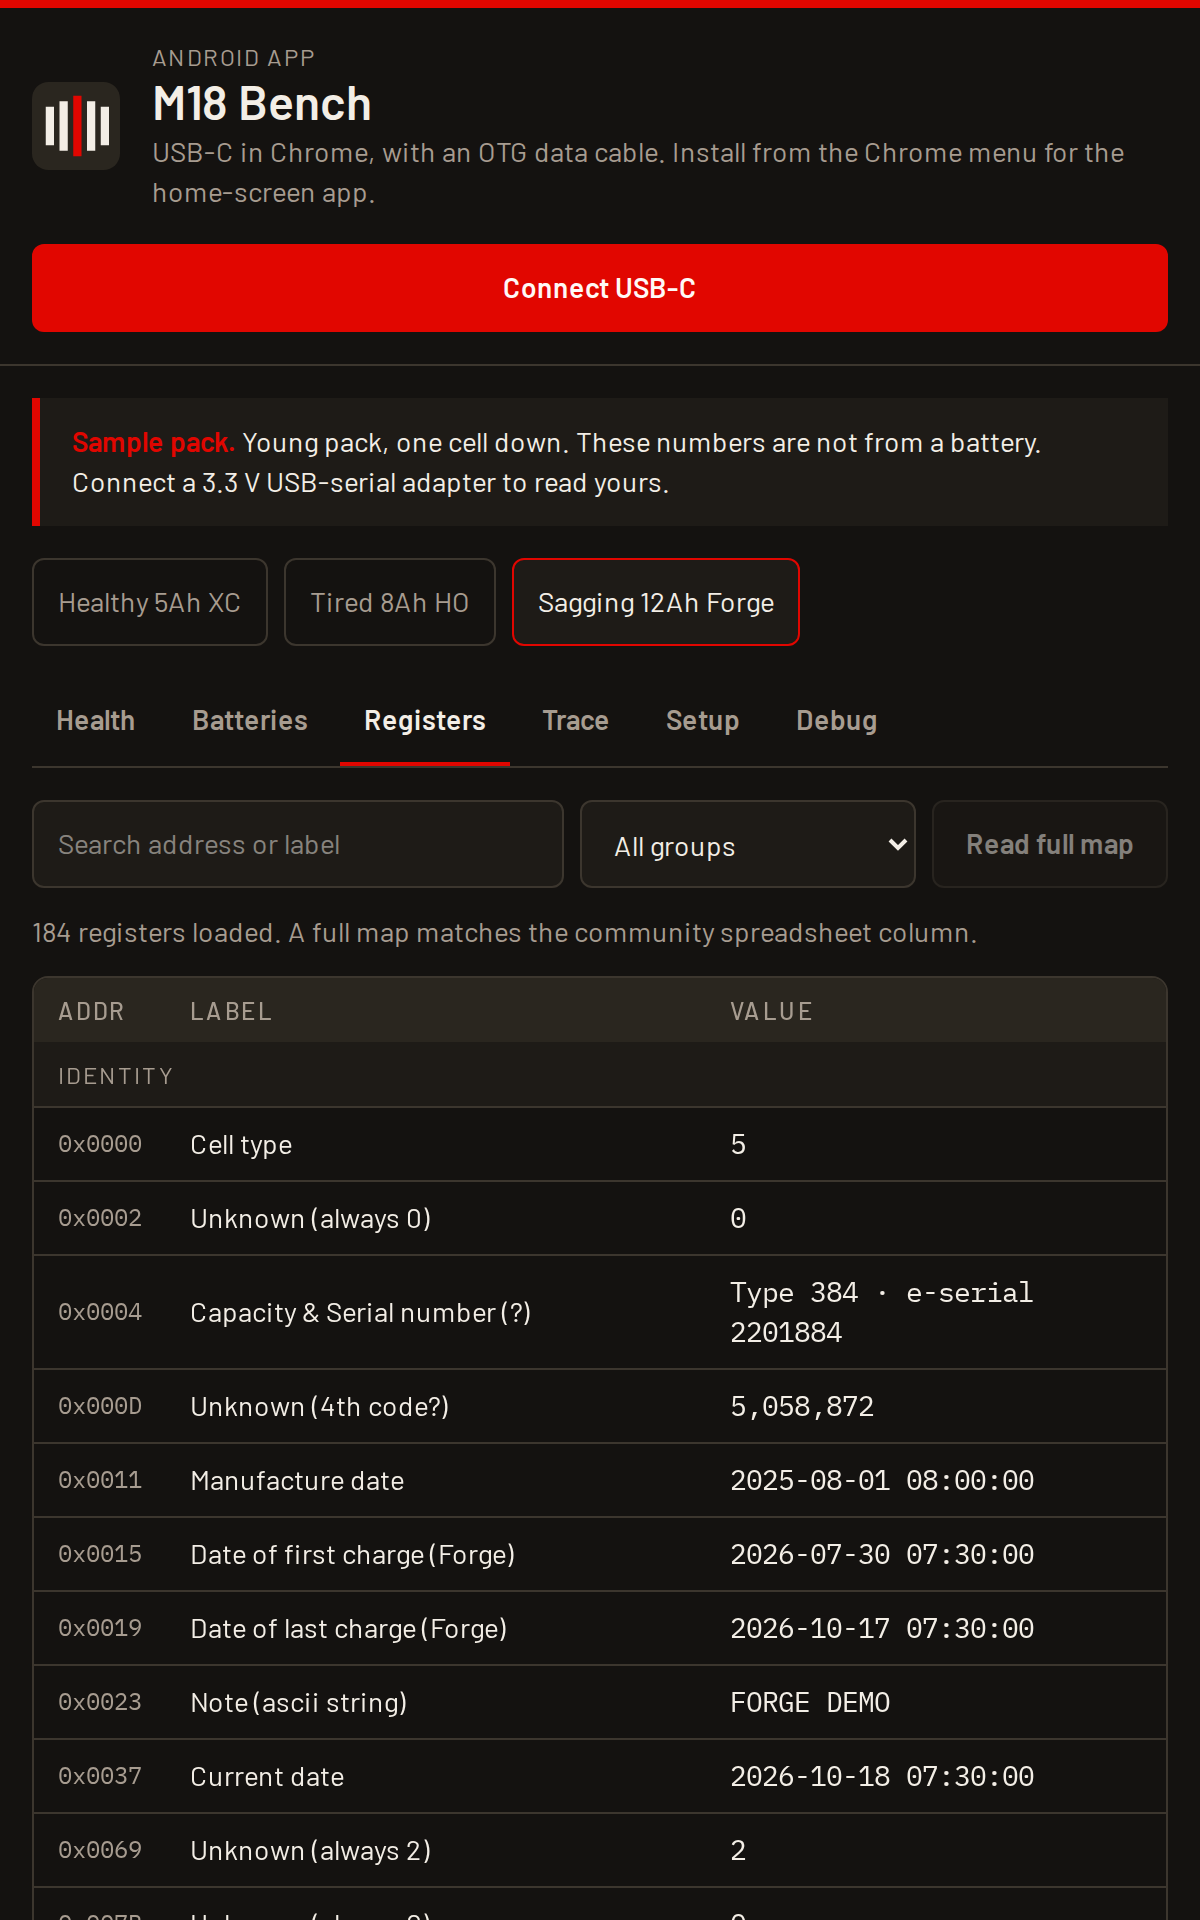 ANDROID APP
M18 Bench
USB-C in Chrome, with an OTG data cable. Install from the Chrome menu for the
home-screen app.
Connect USB-C
Sample pack. Young pack, one cell down. These numbers are not from a battery.
Connect a 3.3 V USB-serial adapter to read yours.
Healthy 5Ah XC Tired 8Ah HO Sagging 12Ah Forge
Health Batteries Registers Trace Setup Debug
Search address or label All groups Read full map
184 registers loaded. A full map matches the community spreadsheet column.
ADDR LABEL VALUE
IDENTITY
0x0000 Cell type 5
0x0002 Unknown (always 0) 0
0x0004 Capacity & Serial number (?) Type 384 · e-serial
2201884
0x000D Unknown (4th code?) 5,058,872
0x0011 Manufacture date 2025-08-01 08:00:00
0x0015 Date of first charge (Forge) 2026-07-30 07:30:00
0x0019 Date of last charge (Forge) 2026-10-17 07:30:00
0x0023 Note (ascii string) FORGE DEMO
0x0037 Current date 2026-10-18 07:30:00
0x0069 Unknown (always 2) 2